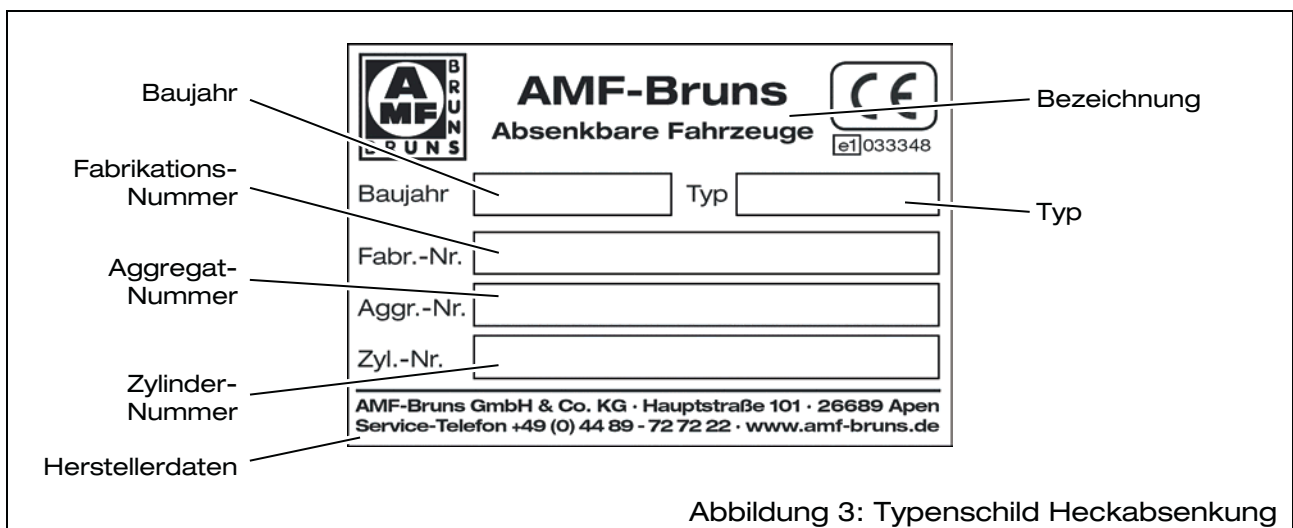 Baujahr
Fabrikations-
Nummer
Aggregat-
Nummer
Zylinder-
Nummer
Herstellerdaten
AMF
BRUNS
BRUNS
AMF-Bruns
Absenkbare Fahrzeuge
CE
e1 033348
Baujahr Typ
Fabr.-Nr.
Aggr.-Nr.
Zyl.-Nr.
AMF-Bruns GmbH & Co. KG · Hauptstraße 101 · 26689 Apen
Service-Telefon +49 (0) 44 89 - 72 72 22 · www.amf-bruns.de
Bezeichnung
Typ
Abbildung 3: Typenschild Heckabsenkung